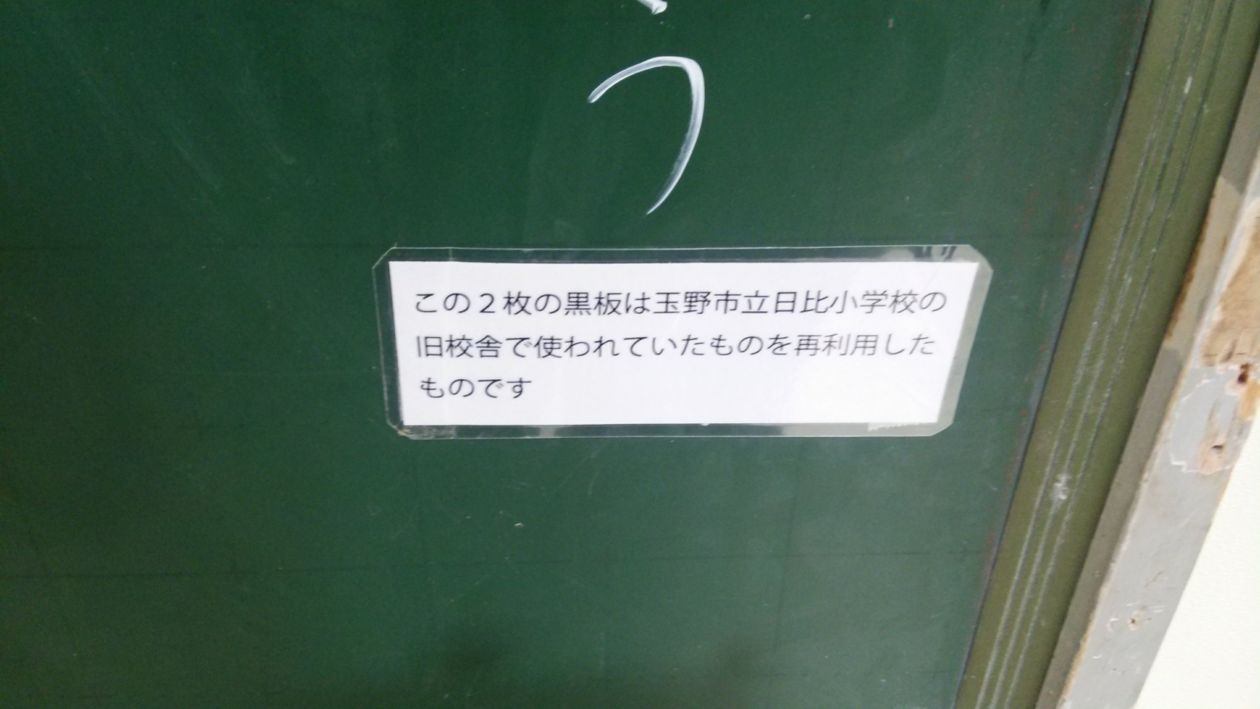 う
この２枚の黒板は玉野市立日比小学校の
旧校舎で使われていたものを再利用した
ものです